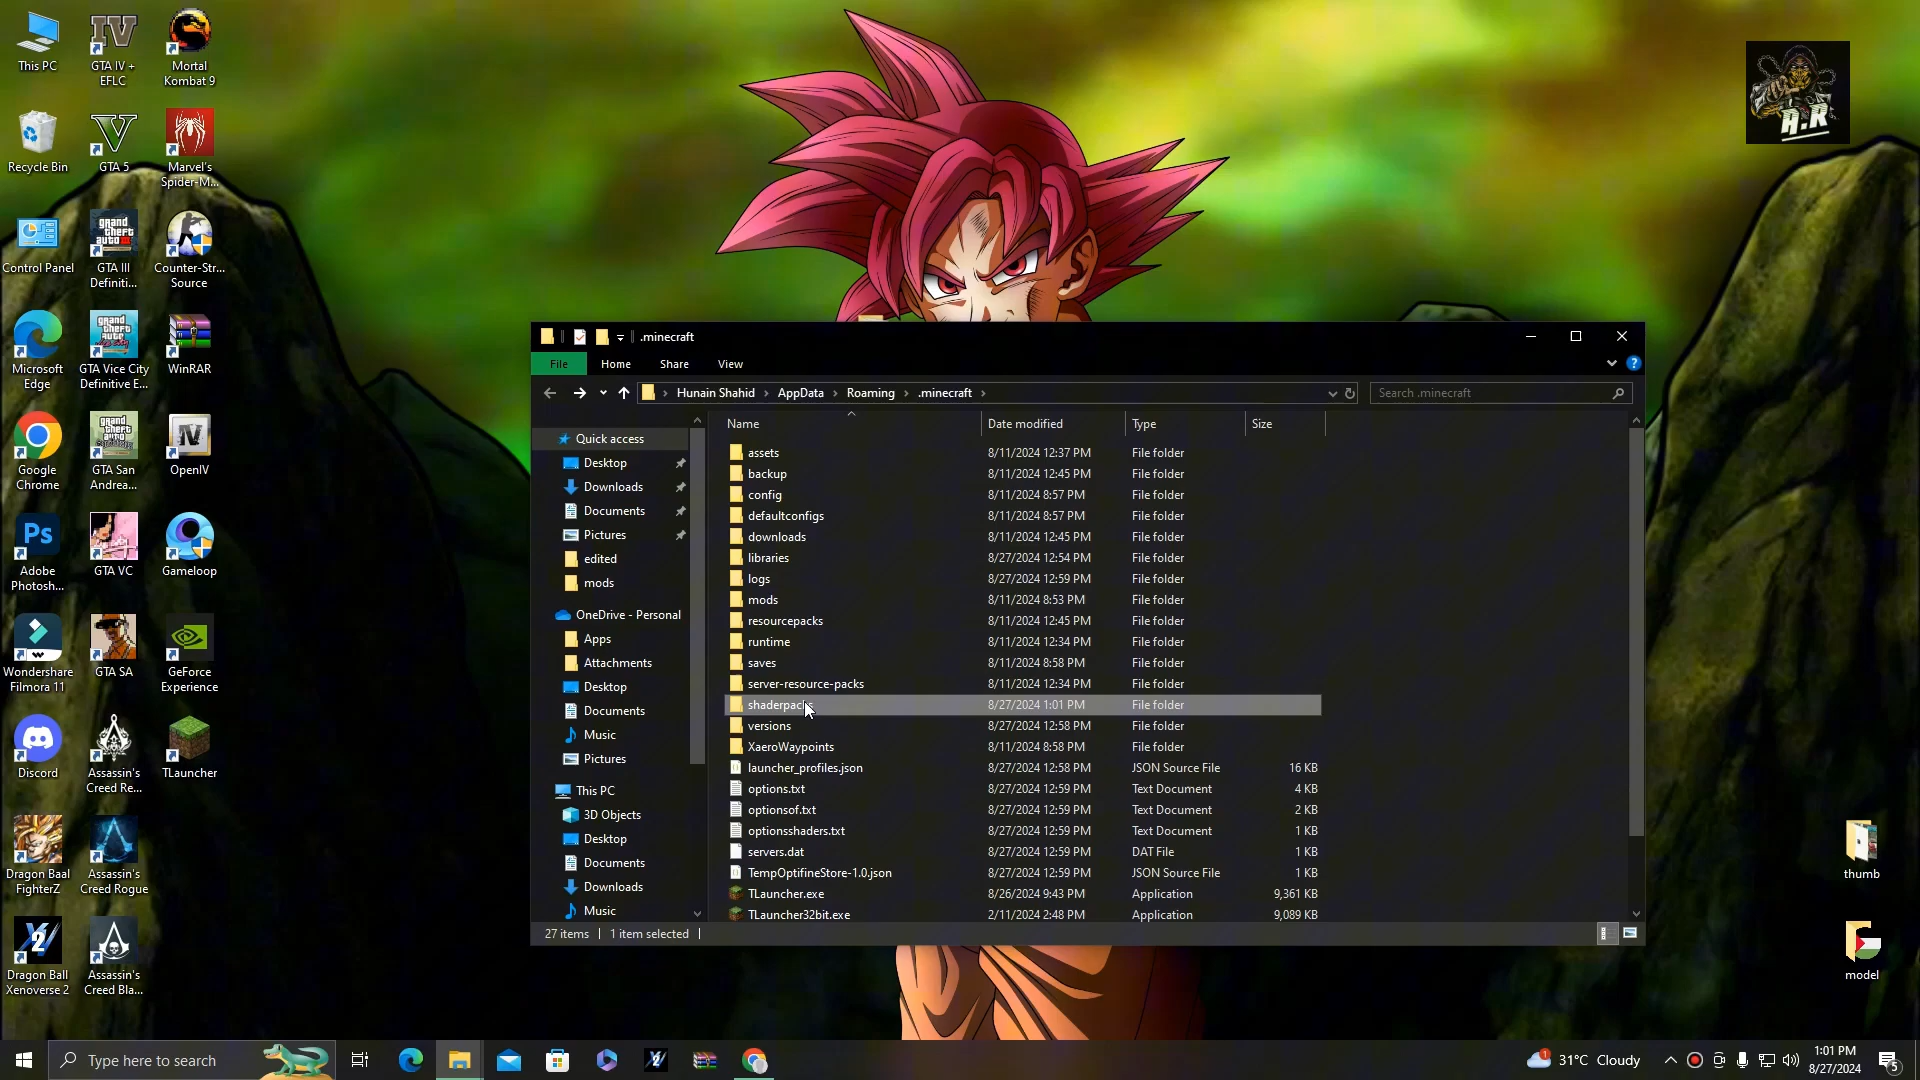 This PC
GTA IV +
EFLC
Mortal
Kombat 9
Recycle Bin
GTA 5
Marvel's
Spider-M...
Control Panel
GTA III
Definiti...
Counter-Str...
Source
Microsoft
Edge
GTA Vice City
Definitive E...
WinRAR
Google
Chrome
GTA San
Andrea...
OpenIV
Adobe
Photosh...
GTA VC
Gameloop
Wondershare
Filmora 11
GTA SA
GeForce
Experience
Discord
Assassin's
Creed Re...
TLauncher
Dragon Baal
FighterZ
Assassin's
Creed Rogue
Dragon Ball
Xenoverse 2
Assassin's
Creed Bla...
A.R
thumb
model
.minecraft
File Home Share View
Hunain Shahid > AppData > Roaming > .minecraft >
Search .minecraft
Quick access
Desktop
Downloads
Documents
Pictures
edited
mods
OneDrive - Personal
Apps
Attachments
Desktop
Documents
Music
Pictures
This PC
3D Objects
Desktop
Documents
Downloads
Music
Name Date modified Type Size
assets 8/11/2024 12:37 PM File folder
backup 8/11/2024 12:45 PM File folder
config 8/11/2024 8:57 PM File folder
defaultconfigs 8/11/2024 8:57 PM File folder
downloads 8/11/2024 12:45 PM File folder
libraries 8/27/2024 12:54 PM File folder
logs 8/27/2024 12:59 PM File folder
mods 8/11/2024 8:53 PM File folder
resourcepacks 8/11/2024 12:45 PM File folder
runtime 8/11/2024 12:34 PM File folder
saves 8/11/2024 8:58 PM File folder
server-resource-packs 8/11/2024 12:34 PM File folder
shaderpacks 8/27/2024 1:01 PM File folder
versions 8/27/2024 12:58 PM File folder
XaeroWaypoints 8/11/2024 8:58 PM File folder
launcher_profiles.json 8/27/2024 12:58 PM JSON Source File 16 KB
options.txt 8/27/2024 12:59 PM Text Document 4 KB
optionsof.txt 8/27/2024 12:59 PM Text Document 2 KB
optionsshaders.txt 8/27/2024 12:59 PM Text Document 1 KB
servers.dat 8/27/2024 12:59 PM DAT File 1 KB
TempOptifineStore-1.0.json 8/27/2024 12:59 PM JSON Source File 1 KB
TLauncher.exe 8/26/2024 9:43 PM Application 9,361 KB
TLauncher32bit.exe 2/11/2024 2:48 PM Application 9,089 KB
27 items 1 item selected
Type here to search
31°C Cloudy
1:01 PM
8/27/2024
5